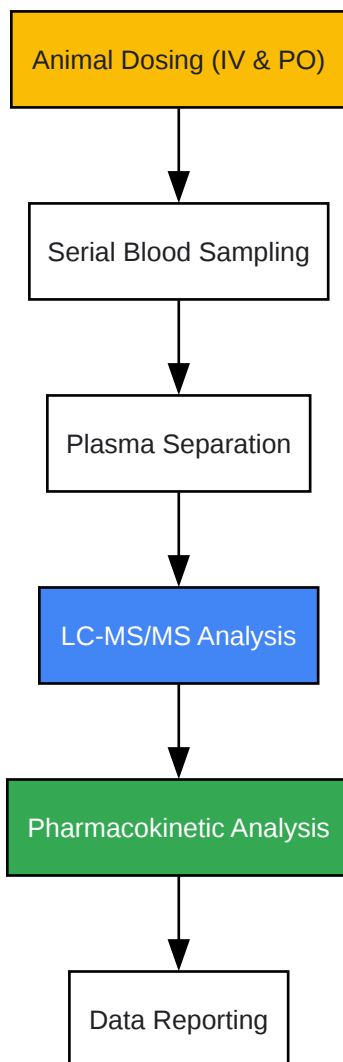 Animal Dosing (IV & PO)
Serial Blood Sampling
Plasma Separation
LC-MS/MS Analysis
Pharmacokinetic Analysis
Data Reporting